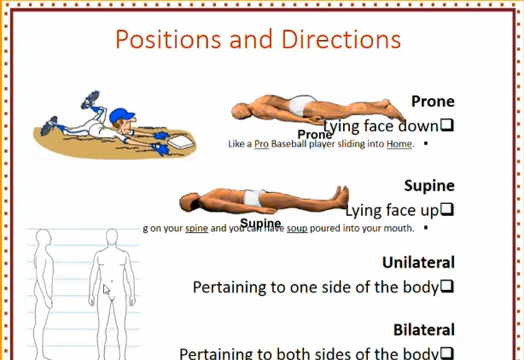 Positions and Directions
Prone
Lying face down
Prone
Like a Pro Baseball player sliding into Home.
Supine
Lying face up
Supine
g on your spine and you can have soup poured into your mouth.
Unilateral
Pertaining to one side of the body
Bilateral
Pertaining to both sides of the body